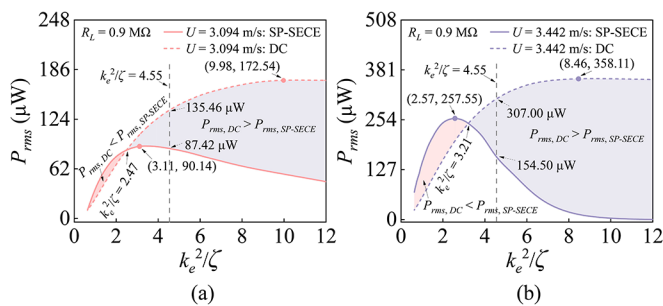 (a)
R_L = 0.9 MΩ
U = 3.094 m/s: SP-SECE
U = 3.094 m/s: DC
k_e²/ζ = 4.55
(9.98, 172.54)
135.46 μW
P_rms, DC < P_rms, SP-SECE
P_rms, DC > P_rms, SP-SECE
87.42 μW
k_e²/ζ = 2.47
(3.11, 90.14)
P_rms (μW)
248
186
124
62
0
0 2 4 6 8 10 12
k_e²/ζ
(a)
(b)
R_L = 0.9 MΩ
U = 3.442 m/s: SP-SECE
U = 3.442 m/s: DC
k_e²/ζ = 4.55
(8.46, 358.11)
(2.57, 257.55)
307.00 μW
P_rms, DC > P_rms, SP-SECE
k_e²/ζ = 3.21
154.50 μW
P_rms, DC < P_rms, SP-SECE
P_rms (μW)
508
381
254
127
0
0 2 4 6 8 10 12
k_e²/ζ
(b)